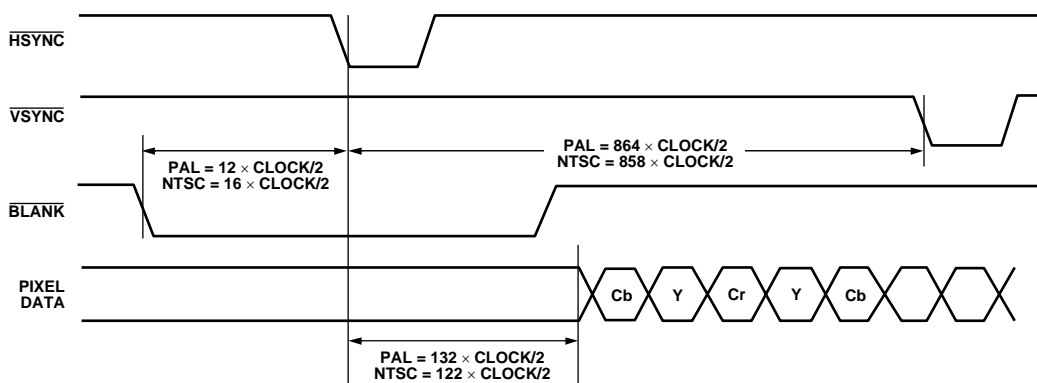 HSYNC
VSYNC
PAL = 12 × CLOCK/2
NTSC = 16 × CLOCK/2
PAL = 864 × CLOCK/2
NTSC = 858 × CLOCK/2
BLANK
PIXEL
DATA
Cb Y Cr Y Cb
PAL = 132 × CLOCK/2
NTSC = 122 × CLOCK/2